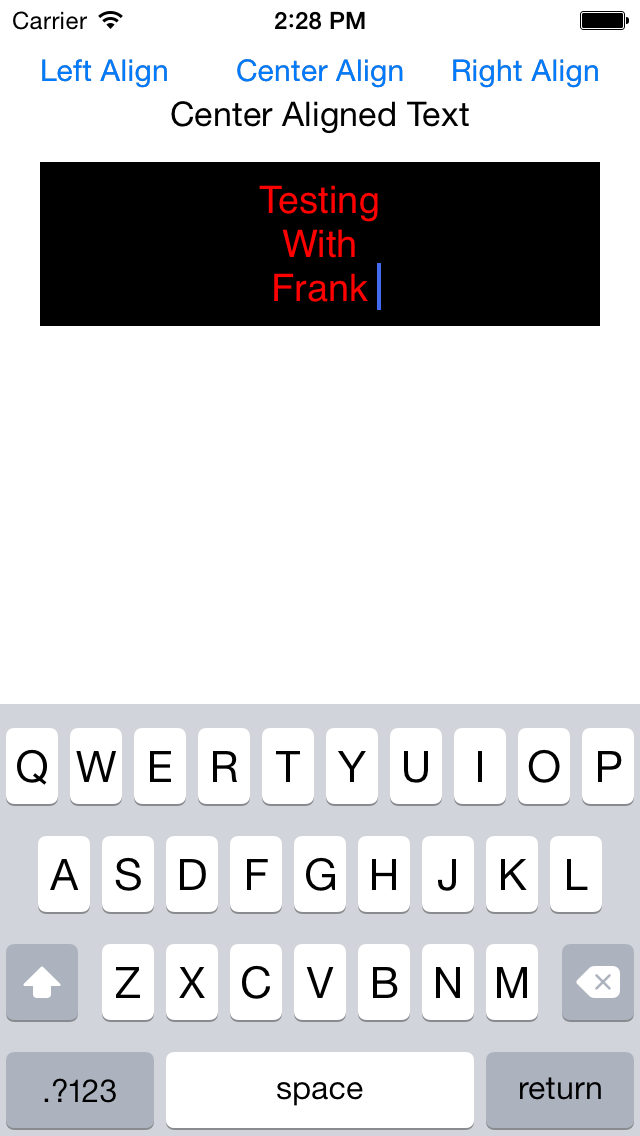 Carrier 2:28 PM
Left Align Center Align Right Align
Center Aligned Text
Testing
With
Frank
Q W E R T Y U I O P
A S D F G H J K L
Z X C V B N M
.?123 space return